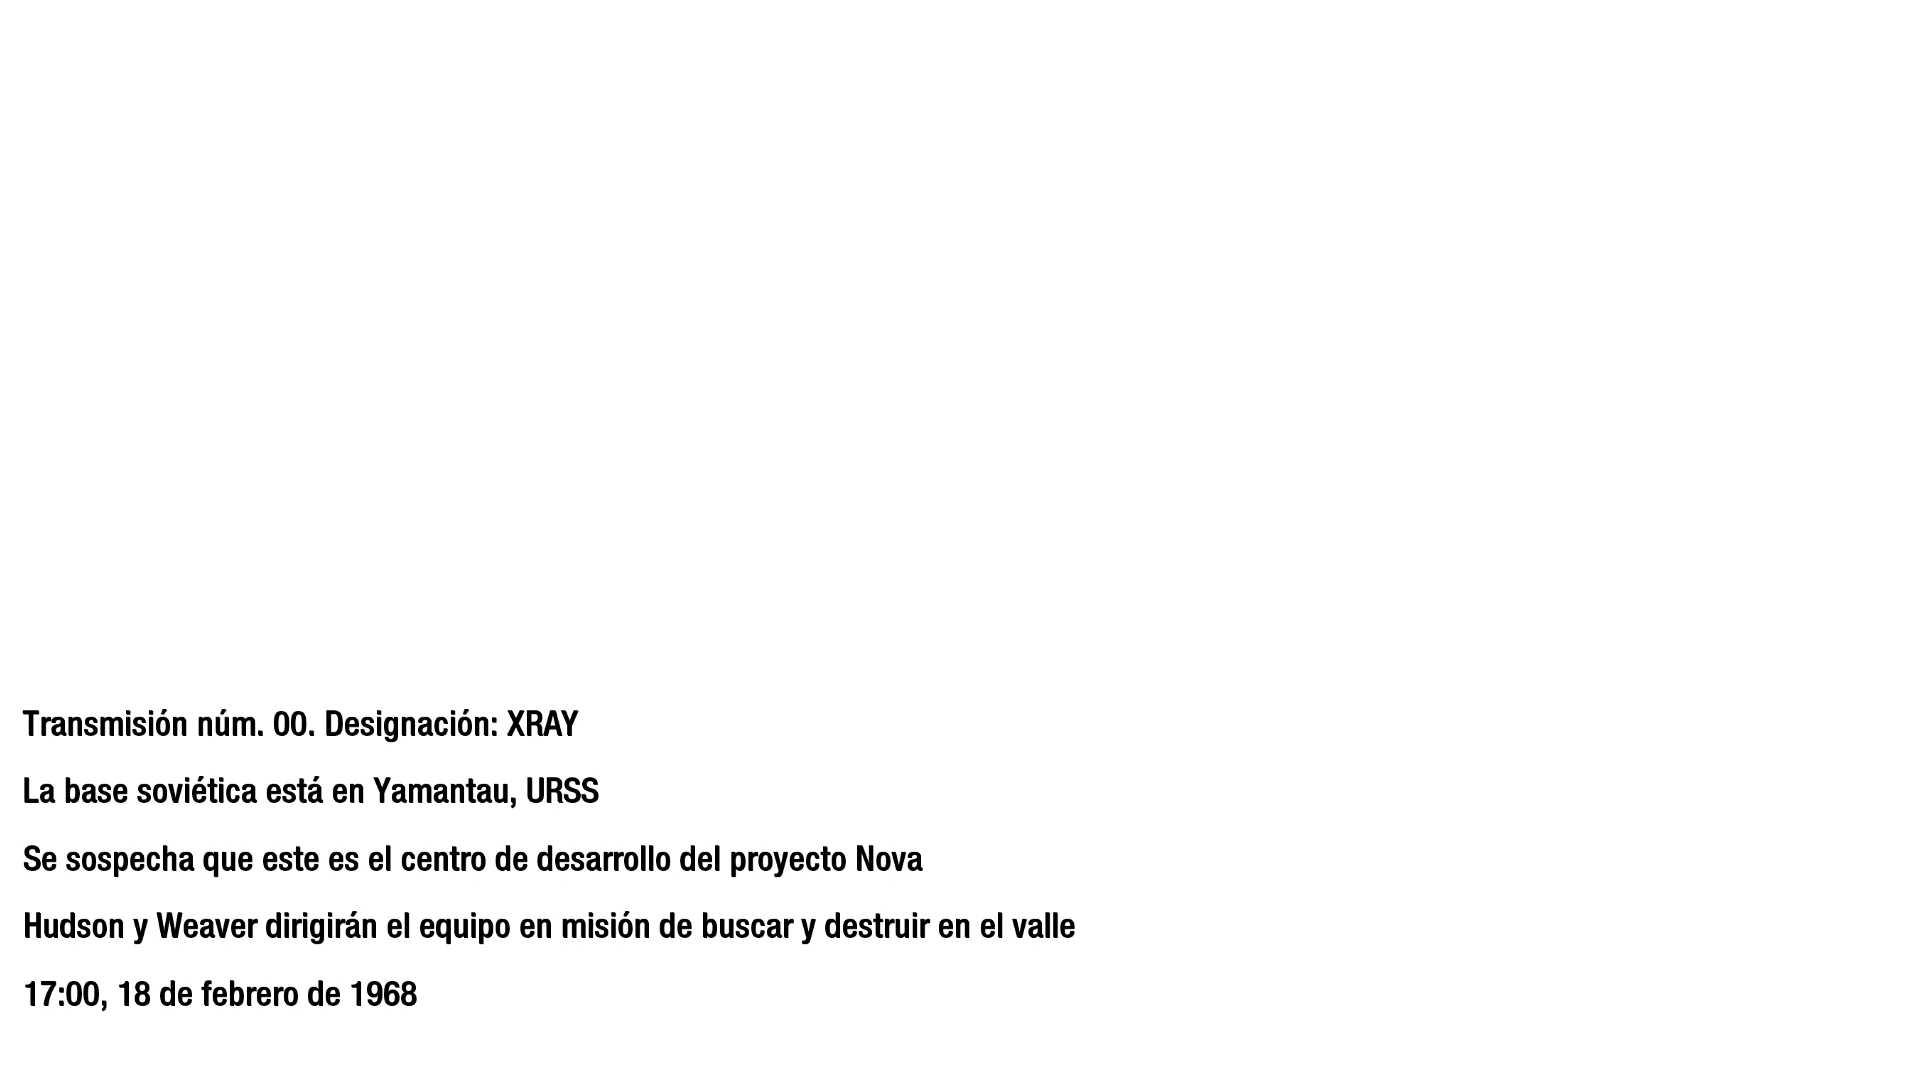 Transmisión núm. 00. Designación: XRAY
La base soviética está en Yamantau, URSS
Se sospecha que este es el centro de desarrollo del proyecto Nova
Hudson y Weaver dirigirán el equipo en misión de buscar y destruir en el valle
17:00, 18 de febrero de 1968